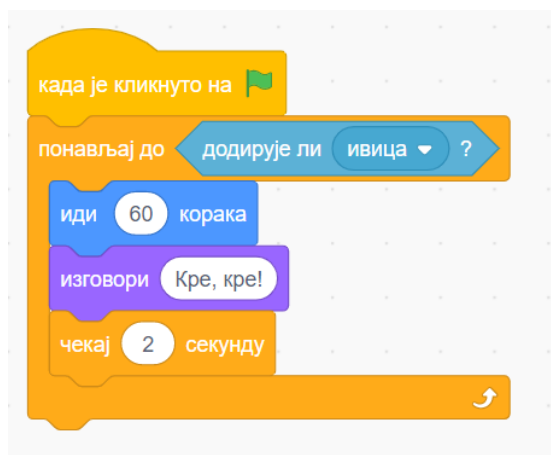 када је кликнуто на
понављај до додирује ли ивица ?
иди 60 корака
изговори Кре, кре!
чекај 2 секунду